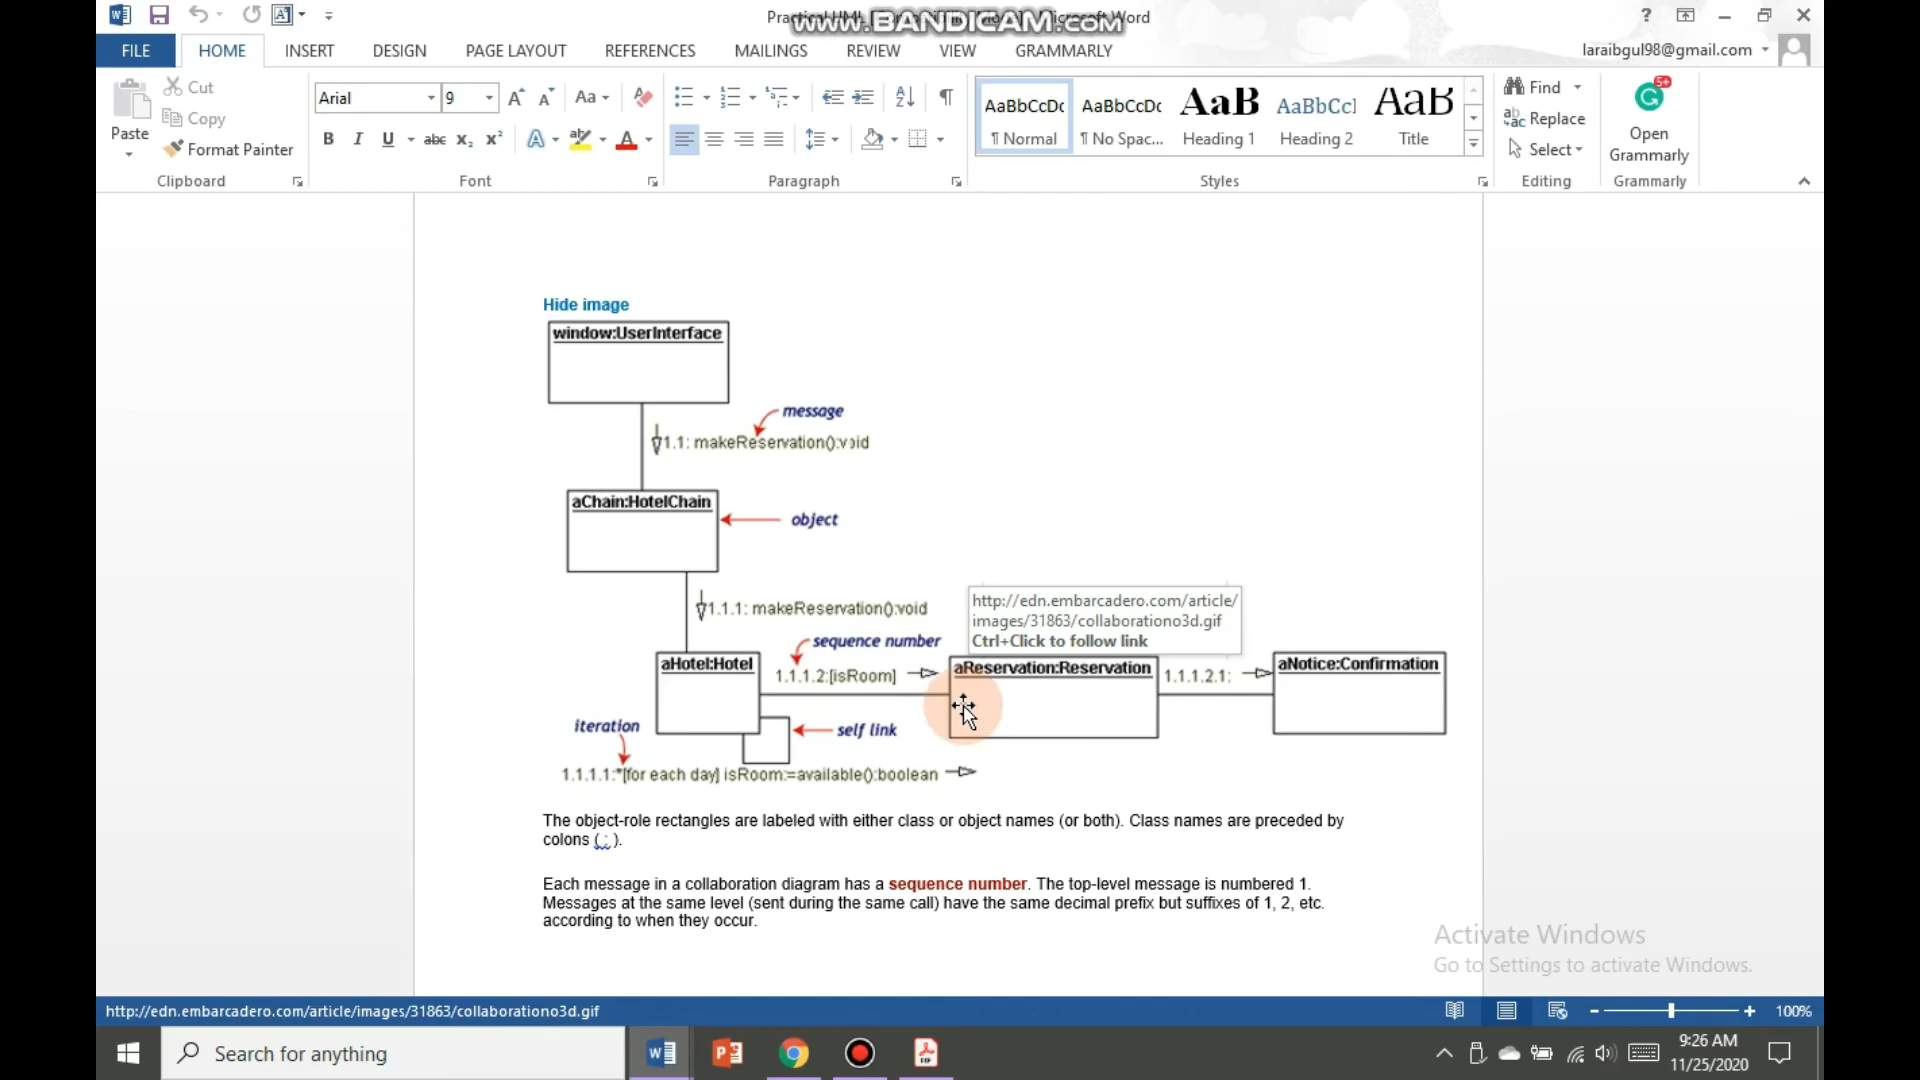 Practical UML
Microsoft Word
www.BANDICAM.com
FILE HOME INSERT DESIGN PAGE LAYOUT REFERENCES MAILINGS REVIEW VIEW GRAMMARLY
laraibgul98@gmail.com
Paste
Cut
Copy
Format Painter
Clipboard
Arial 9
Font
Paragraph
AaBbCcDc AaBbCcDc AaB AaBbCcI AaB
¶ Normal ¶ No Spac... Heading 1 Heading 2 Title
Styles
Find
Replace
Select
Editing
5+
Open
Grammarly
Grammarly
Hide image
window:UserInterface
message
1.1: makeReservation():void
aChain:HotelChain
object
1.1.1: makeReservation():void
http://edn.embarcadero.com/article/
images/31863/collaborationo3d.gif
Ctrl+Click to follow link
sequence number
aHotel:Hotel
1.1.1.2:[isRoom]
aReservation:Reservation
1.1.1.2.1:
aNotice:Confirmation
iteration
self link
1.1.1.1:*[for each day] isRoom:=available():boolean
The object-role rectangles are labeled with either class or object names (or both). Class names are preceded by
colons ( : ).
Each message in a collaboration diagram has a sequence number. The top-level message is numbered 1.
Messages at the same level (sent during the same call) have the same decimal prefix but suffixes of 1, 2, etc.
according to when they occur.
Activate Windows
Go to Settings to activate Windows.
http://edn.embarcadero.com/article/images/31863/collaborationo3d.gif
100%
Search for anything
9:26 AM
11/25/2020